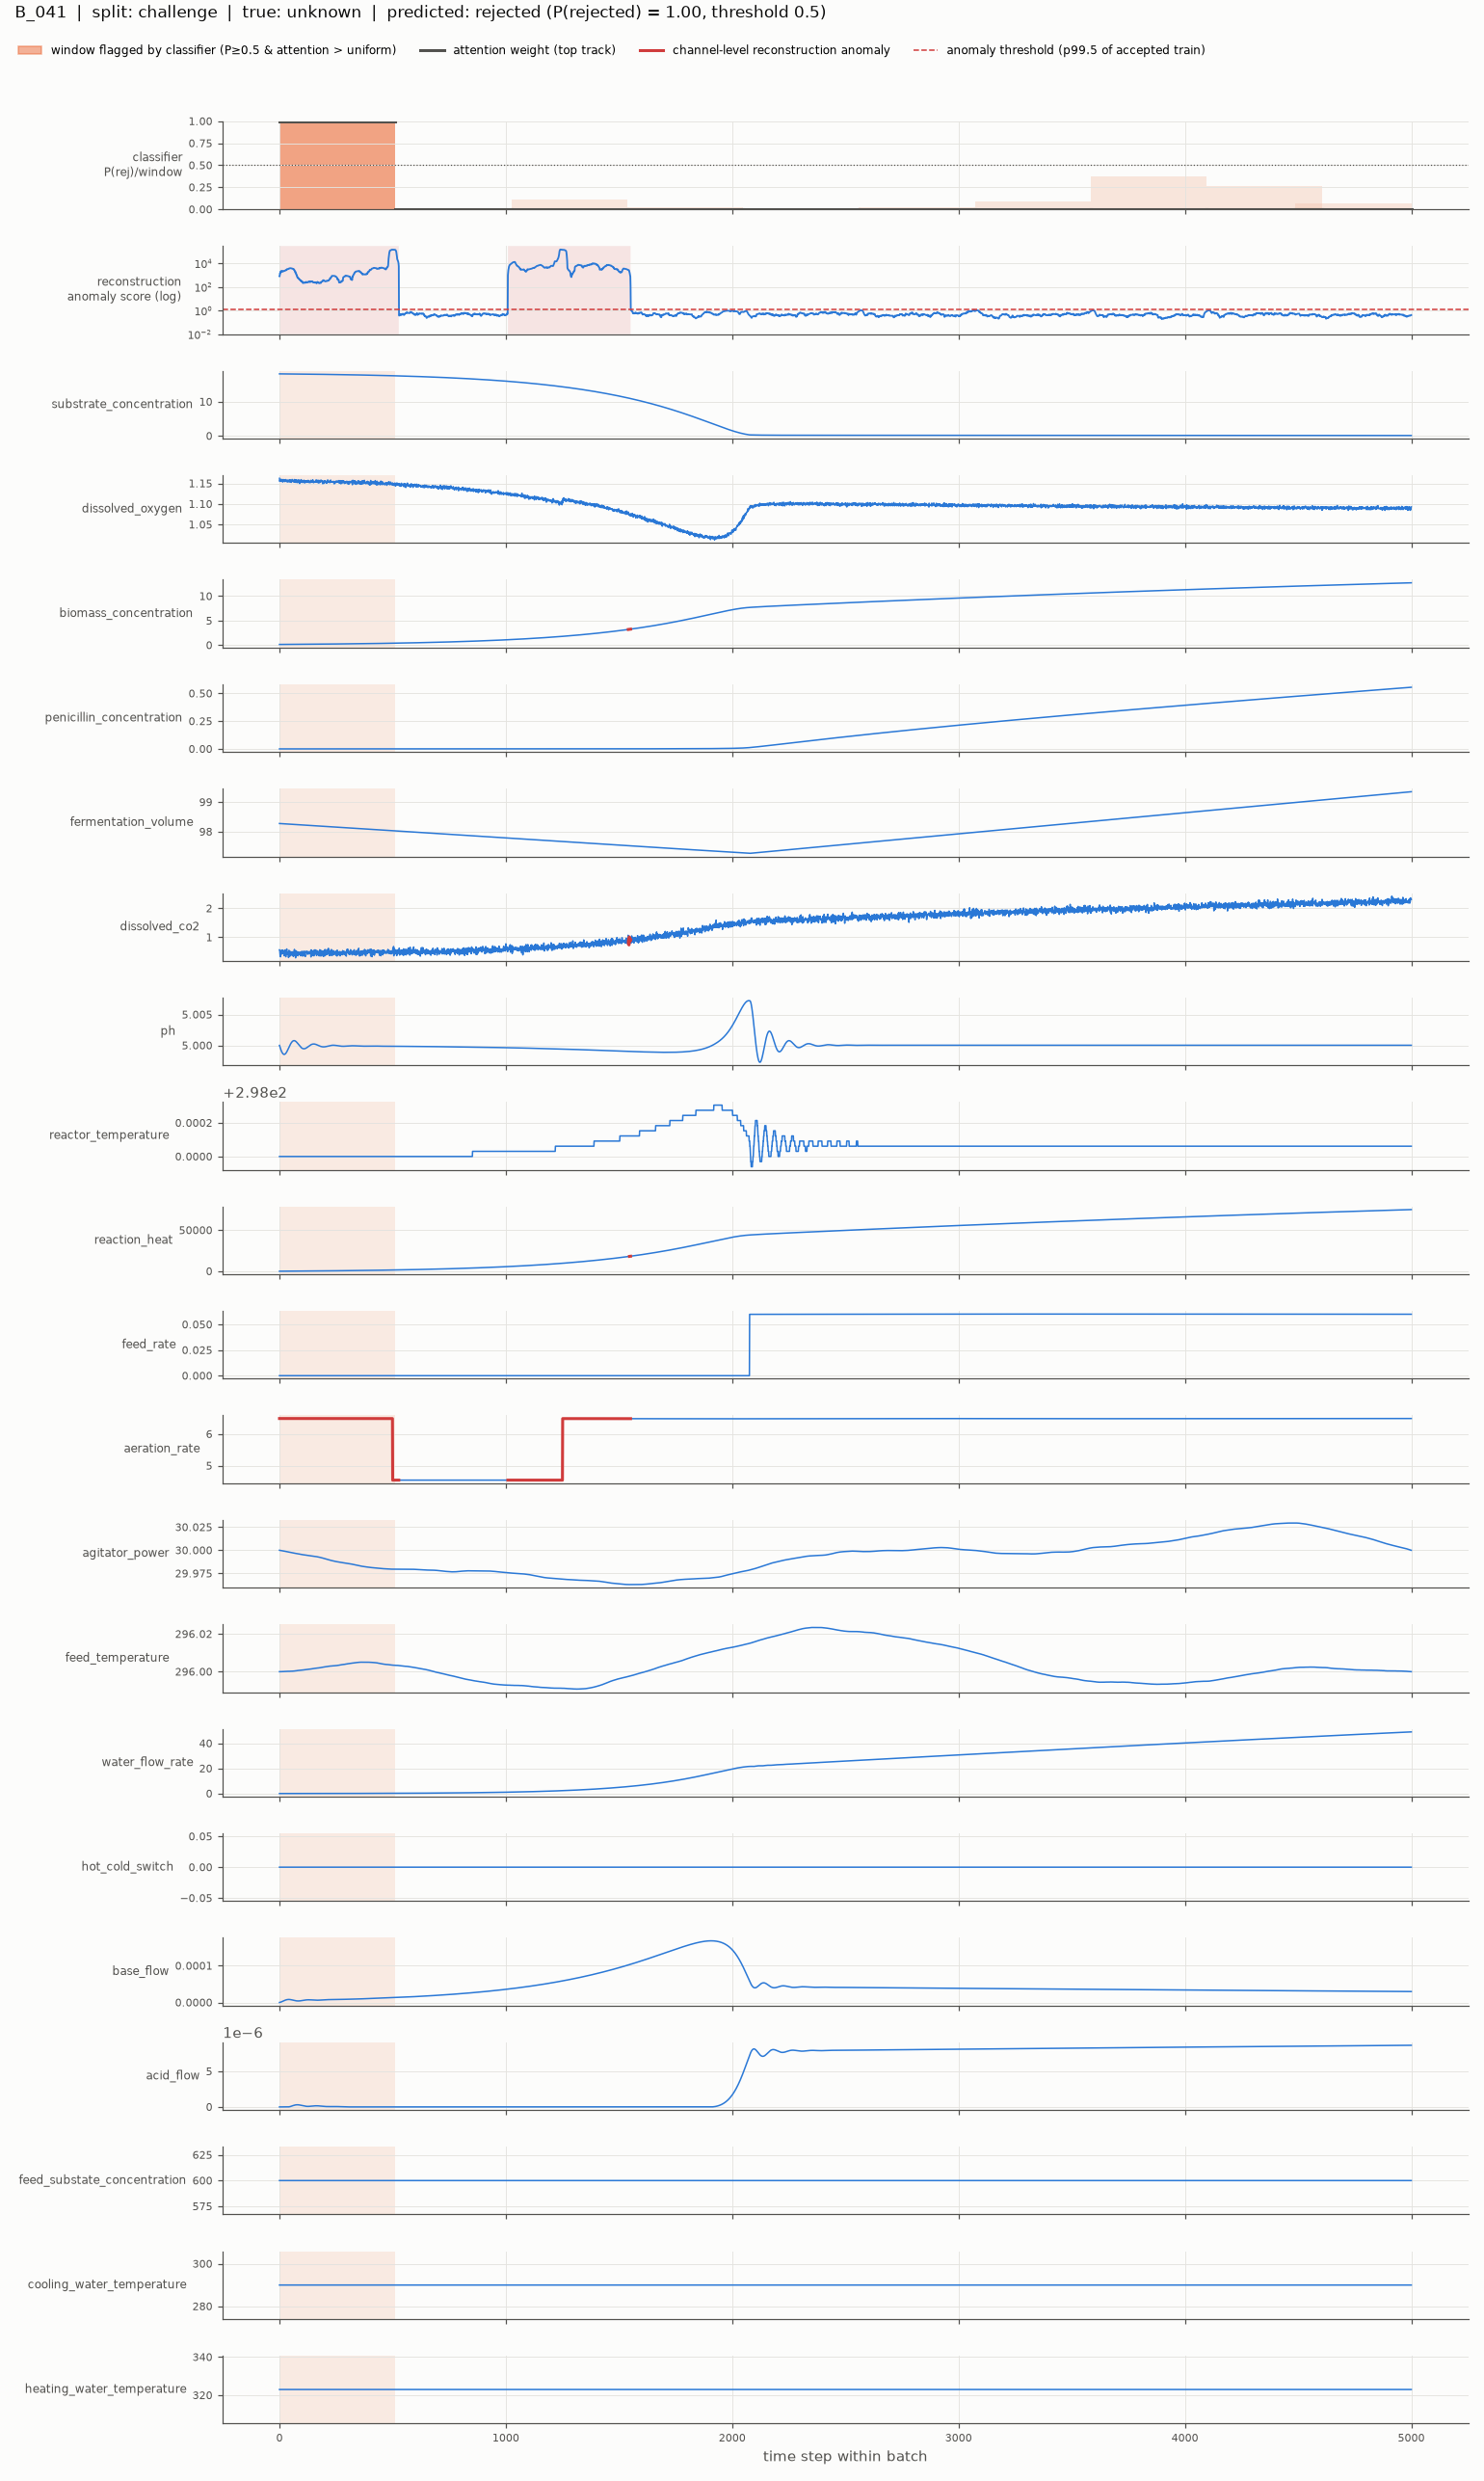 B_041 | split: challenge | true: unknown | predicted: rejected (P(rejected) = 1.00, threshold 0.5)
window flagged by classifier (P≥0.5 & attention > uniform)
attention weight (top track)
channel-level reconstruction anomaly
anomaly threshold (p99.5 of accepted train)
classifier
P(rej)/window
1.00
0.75
0.50
0.25
0.00
reconstruction
anomaly score (log)
10⁴
10²
10⁰
10⁻²
substrate_concentration
10
0
dissolved_oxygen
1.15
1.10
1.05
biomass_concentration
10
5
0
penicillin_concentration
0.50
0.25
0.00
fermentation_volume
99
98
dissolved_co2
2
1
ph
5.005
5.000
+2.98e2
reactor_temperature
0.0002
0.0000
reaction_heat
50000
0
feed_rate
0.050
0.025
0.000
aeration_rate
6
5
agitator_power
30.025
30.000
29.975
feed_temperature
296.02
296.00
water_flow_rate
40
20
0
hot_cold_switch
0.05
0.00
−0.05
base_flow
0.0001
0.0000
1e−6
acid_flow
5
0
feed_substate_concentration
625
600
575
cooling_water_temperature
300
280
heating_water_temperature
340
320
0
1000
2000
3000
4000
5000
time step within batch